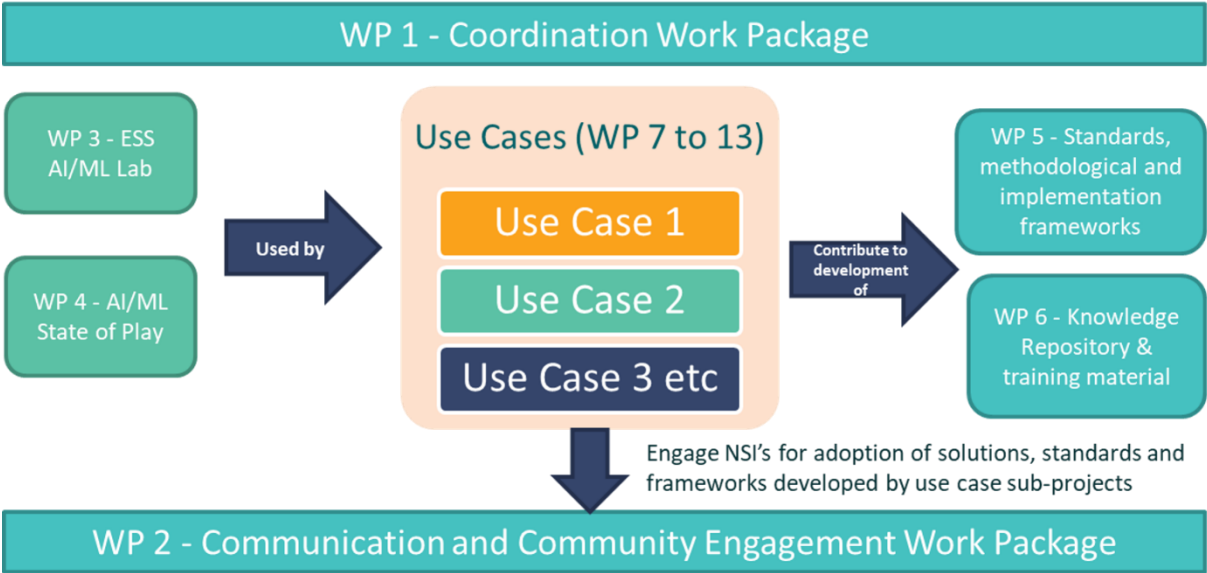 WP 1 - Coordination Work Package
WP 3 - ESS
AI/ML Lab
WP 4 - AI/ML
State of Play
Used by
Use Cases (WP 7 to 13)
Use Case 1
Use Case 2
Use Case 3 etc
Contribute to
development
of
WP 5 - Standards,
methodological and
implementation
frameworks
WP 6 - Knowledge
Repository &
training material
Engage NSI’s for adoption of solutions, standards and
frameworks developed by use case sub-projects
WP 2 - Communication and Community Engagement Work Package